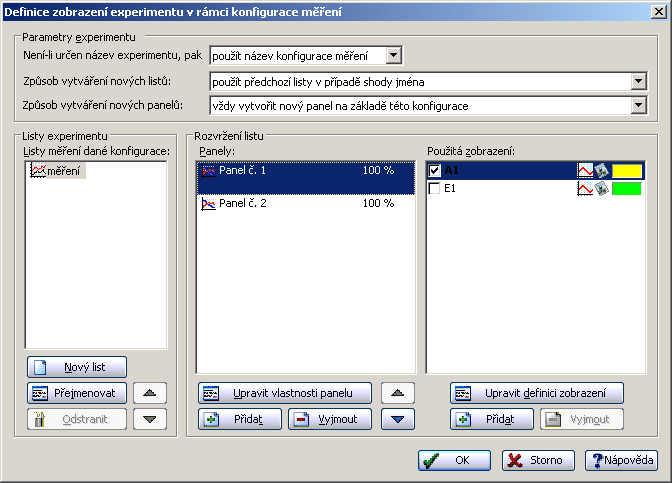 Definice zobrazení experimentu v rámci konfigurace měření
Parametry experimentu
Není-li určen název experimentu, pak použít název konfigurace měření
Způsob vytváření nových listů: použít předchozí listy v případě shody jména
Způsob vytváření nových panelů: vždy vytvořit nový panel na základě této konfigurace
Listy experimentu
Listy měření dané konfigurace:
měření
Nový list
Přejmenovat
Odstranit
Rozvržení listu
Panely:
Panel č. 1 100 %
Panel č. 2 100 %
Upravit vlastnosti panelu
Přidat Vyjmout
Použitá zobrazení:
A1
E1
Upravit definici zobrazení
Přidat Vyjmout
OK Storno Nápověda